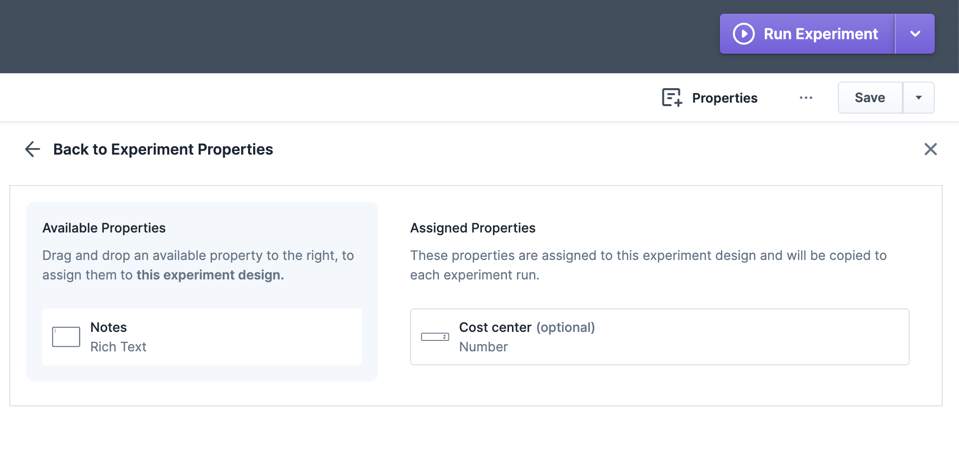 Run Experiment
Properties
Save
Back to Experiment Properties
Available Properties
Drag and drop an available property to the right, to
assign them to this experiment design.
Notes
Rich Text
Assigned Properties
These properties are assigned to this experiment design and will be copied to
each experiment run.
Cost center (optional)
Number